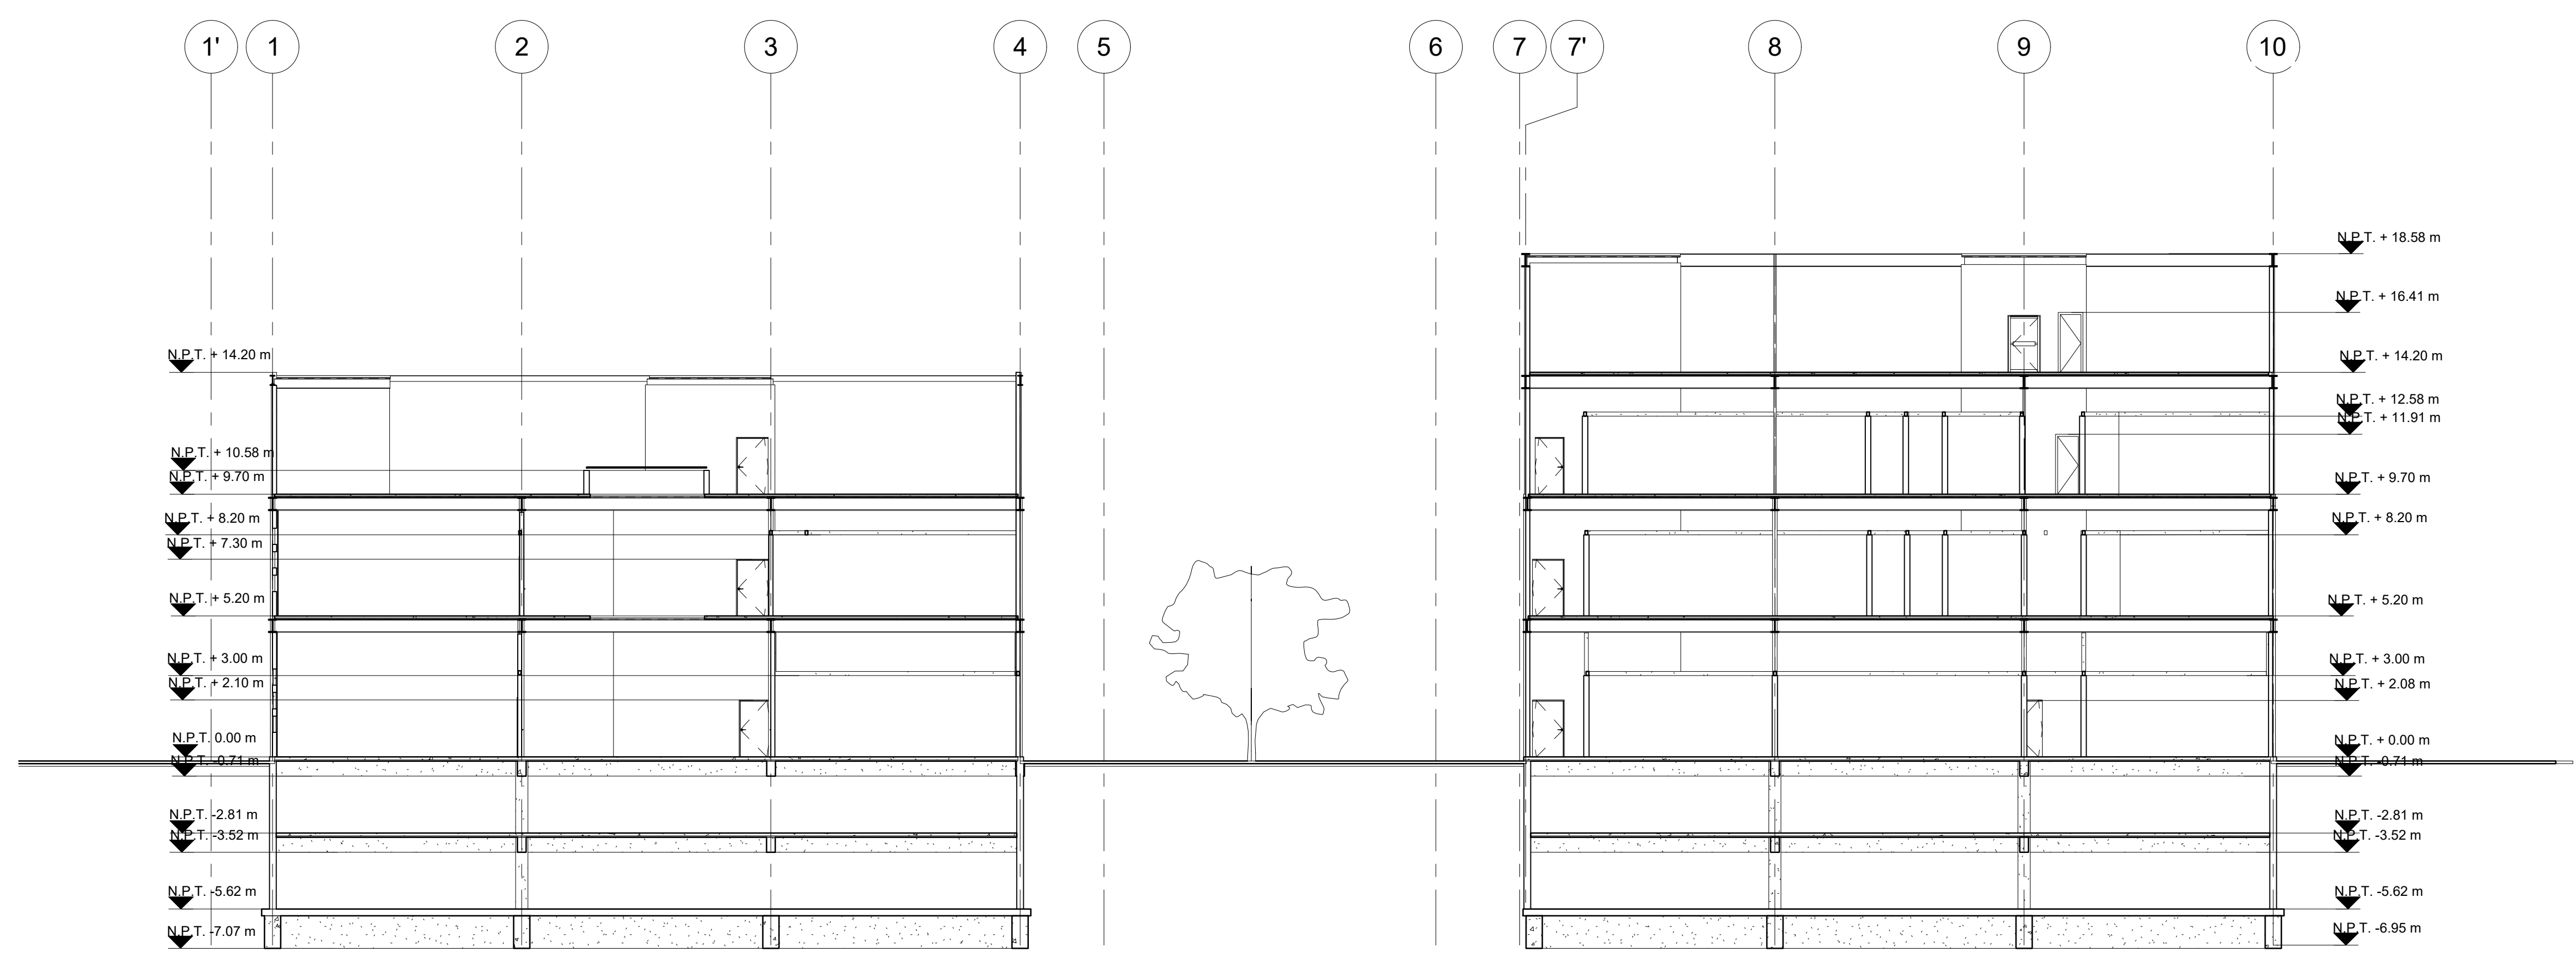 1' 1 2 3 4 5 6 7 7' 8 9 10
N.P.T. + 14.20 m
N.P.T. + 10.58 m
N.P.T. + 9.70 m
N.P.T. + 8.20 m
N.P.T. + 7.30 m
N.P.T. + 5.20 m
N.P.T. + 3.00 m
N.P.T. + 2.10 m
N.P.T. 0.00 m
N.P.T. -0.71 m
N.P.T. -2.81 m
N.P.T. -3.52 m
N.P.T. -5.62 m
N.P.T. -7.07 m
N.P.T. + 18.58 m
N.P.T. + 16.41 m
N.P.T. + 14.20 m
N.P.T. + 12.58 m
N.P.T. + 11.91 m
N.P.T. + 9.70 m
N.P.T. + 8.20 m
N.P.T. + 5.20 m
N.P.T. + 3.00 m
N.P.T. + 2.08 m
N.P.T. + 0.00 m
N.P.T. -0.71 m
N.P.T. -2.81 m
N.P.T. -3.52 m
N.P.T. -5.62 m
N.P.T. -6.95 m